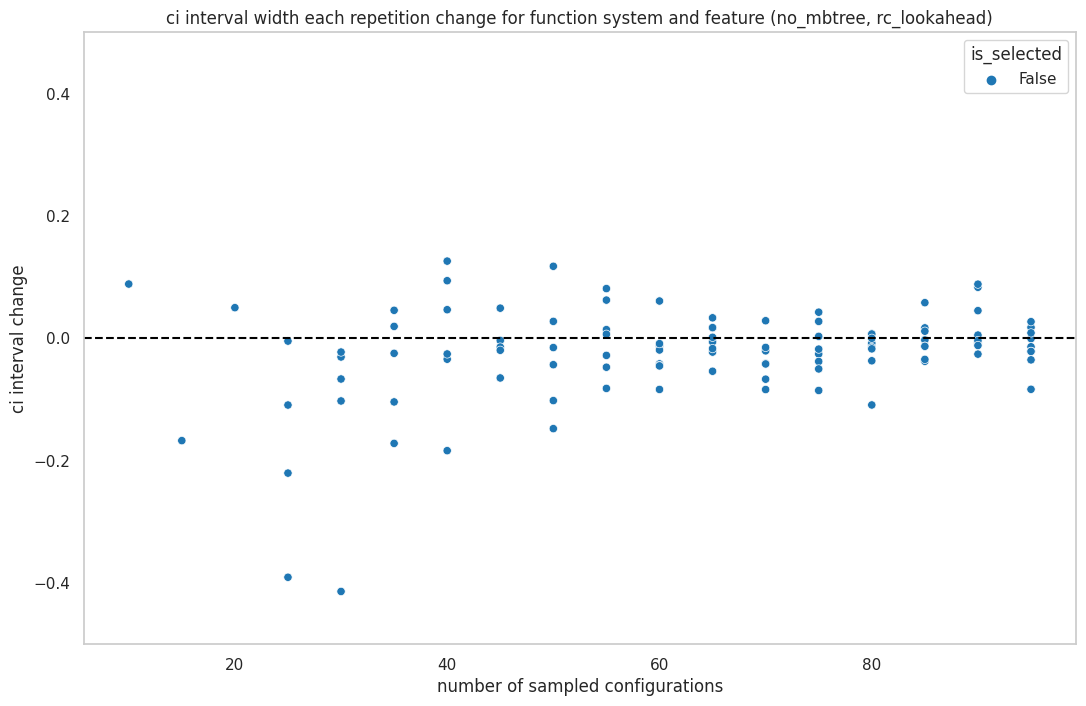 ci interval width each repetition change for function system and feature (no_mbtree, rc_lookahead)
is_selected
False
ci interval change
0.4
0.2
0.0
−0.2
−0.4
20 40 60 80
number of sampled configurations